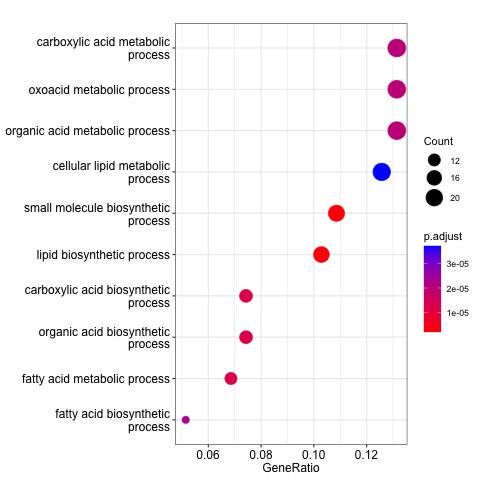 carboxylic acid metabolic
process
oxoacid metabolic process
organic acid metabolic process
cellular lipid metabolic
process
small molecule biosynthetic
process
lipid biosynthetic process
carboxylic acid biosynthetic
process
organic acid biosynthetic
process
fatty acid metabolic process
fatty acid biosynthetic
process
0.06
0.08
0.10
0.12
GeneRatio
Count
12
16
20
p.adjust
3e-05
2e-05
1e-05